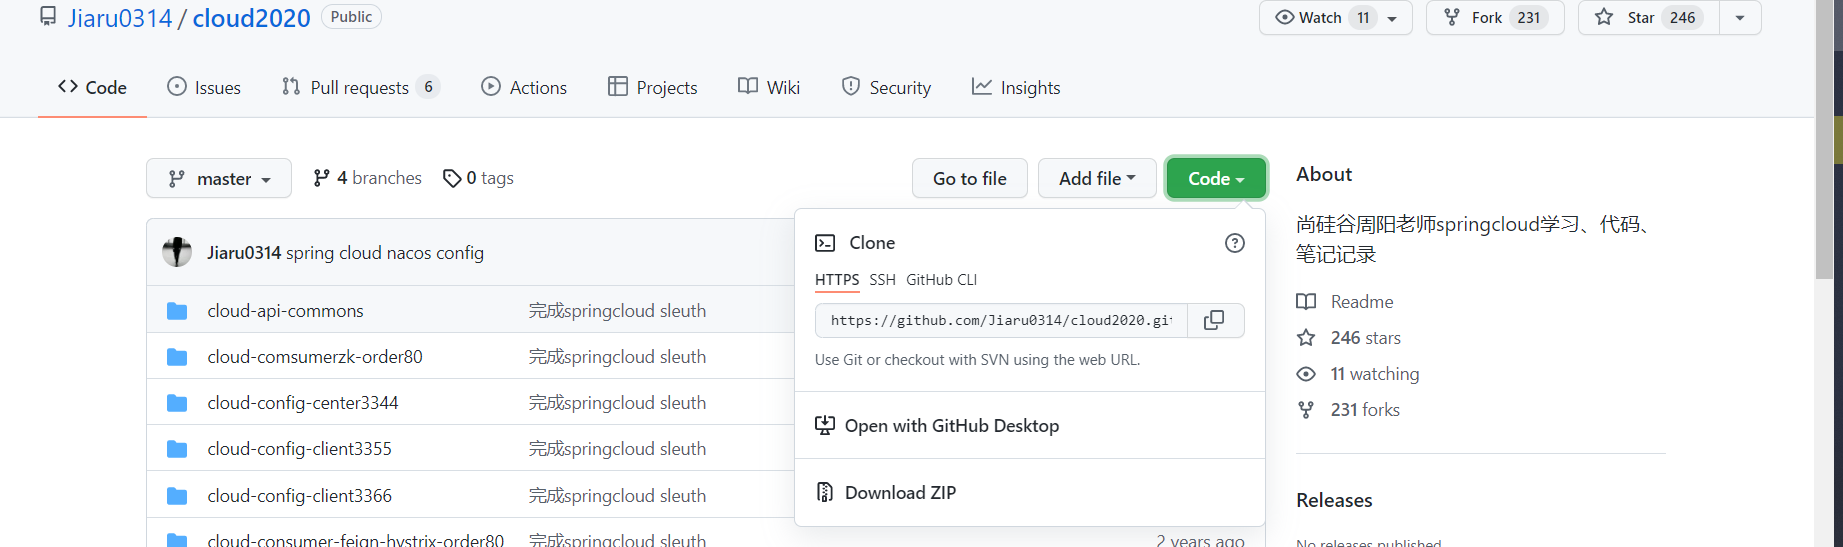 Jiaru0314 / cloud2020 Public
Watch 11 Fork 231 Star 246
Code Issues Pull requests 6 Actions Projects Wiki Security Insights
master 4 branches 0 tags Go to file Add file Code
Jiaru0314 spring cloud nacos config
cloud-api-commons 完成springcloud sleuth
cloud-comsumerzk-order80 完成springcloud sleuth
cloud-config-center3344 完成springcloud sleuth
cloud-config-client3355 完成springcloud sleuth
cloud-config-client3366 完成springcloud sleuth
cloud-consumer-feign-hystrix-order80 完成springcloud sleuth 2 years ago
Clone
HTTPS SSH GitHub CLI
https://github.com/Jiaru0314/cloud2020.git
Use Git or checkout with SVN using the web URL.
Open with GitHub Desktop
Download ZIP
About
尚硅谷周阳老师springcloud学习、代码、
笔记记录
Readme
246 stars
11 watching
231 forks
Releases
No releases published